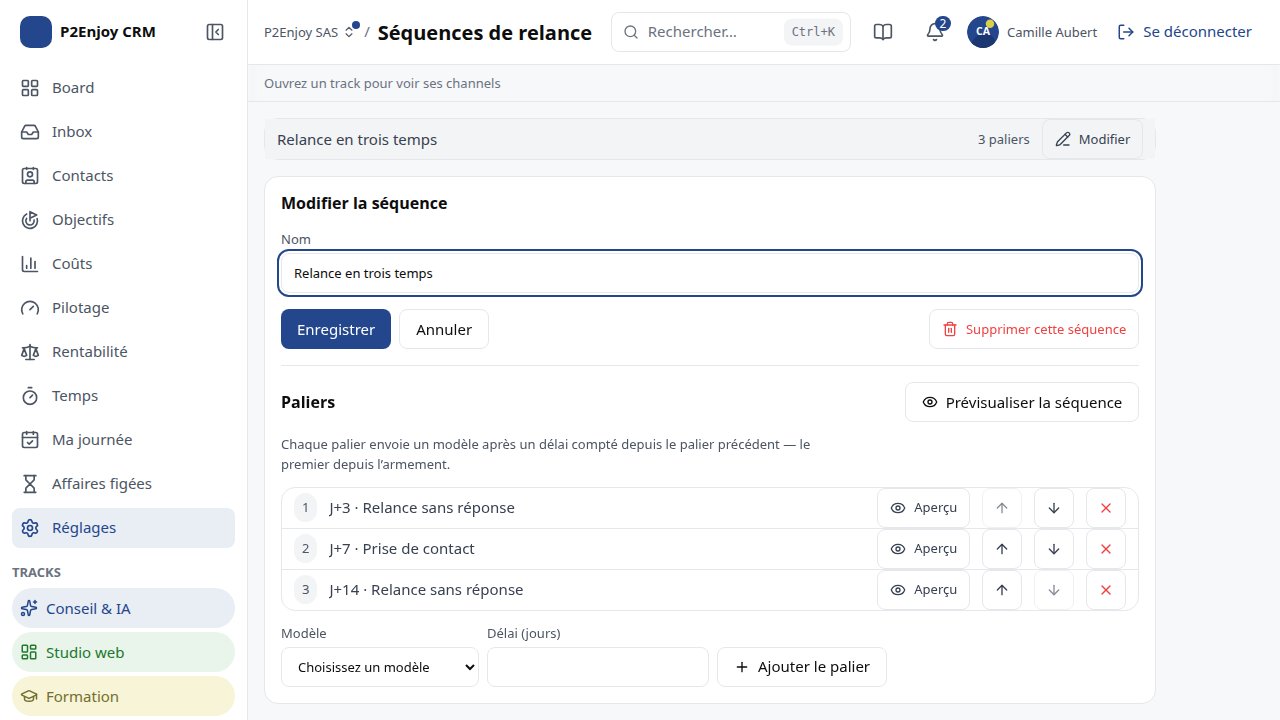 P2Enjoy CRM
P2Enjoy SAS / Séquences de relance
Rechercher... Ctrl+K
2
CA Camille Aubert
Se déconnecter
Board
Inbox
Contacts
Objectifs
Coûts
Pilotage
Rentabilité
Temps
Ma journée
Affaires figées
Réglages
TRACKS
Conseil & IA
Studio web
Formation
Ouvrez un track pour voir ses channels
Relance en trois temps 3 paliers Modifier
Modifier la séquence
Nom
Relance en trois temps
Enregistrer Annuler Supprimer cette séquence
Paliers Prévisualiser la séquence
Chaque palier envoie un modèle après un délai compté depuis le palier précédent — le
premier depuis l’armement.
1 J+3 · Relance sans réponse Aperçu
2 J+7 · Prise de contact Aperçu
3 J+14 · Relance sans réponse Aperçu
Modèle Délai (jours)
Choisissez un modèle Ajouter le palier